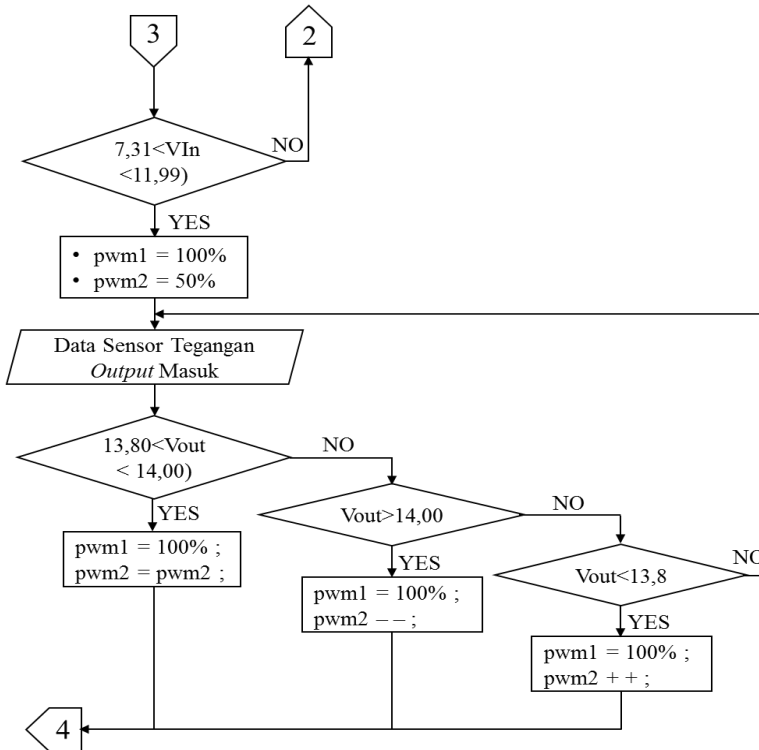 3
2
7,31<VIn
<11,99)
NO
YES
• pwm1 = 100%
• pwm2 = 50%
Data Sensor Tegangan
Output Masuk
13,80<Vout
< 14,00)
NO
YES
pwm1 = 100% ;
pwm2 = pwm2 ;
Vout>14,00
NO
YES
pwm1 = 100% ;
pwm2 – – ;
Vout<13,8
NO
YES
pwm1 = 100% ;
pwm2 + + ;
4